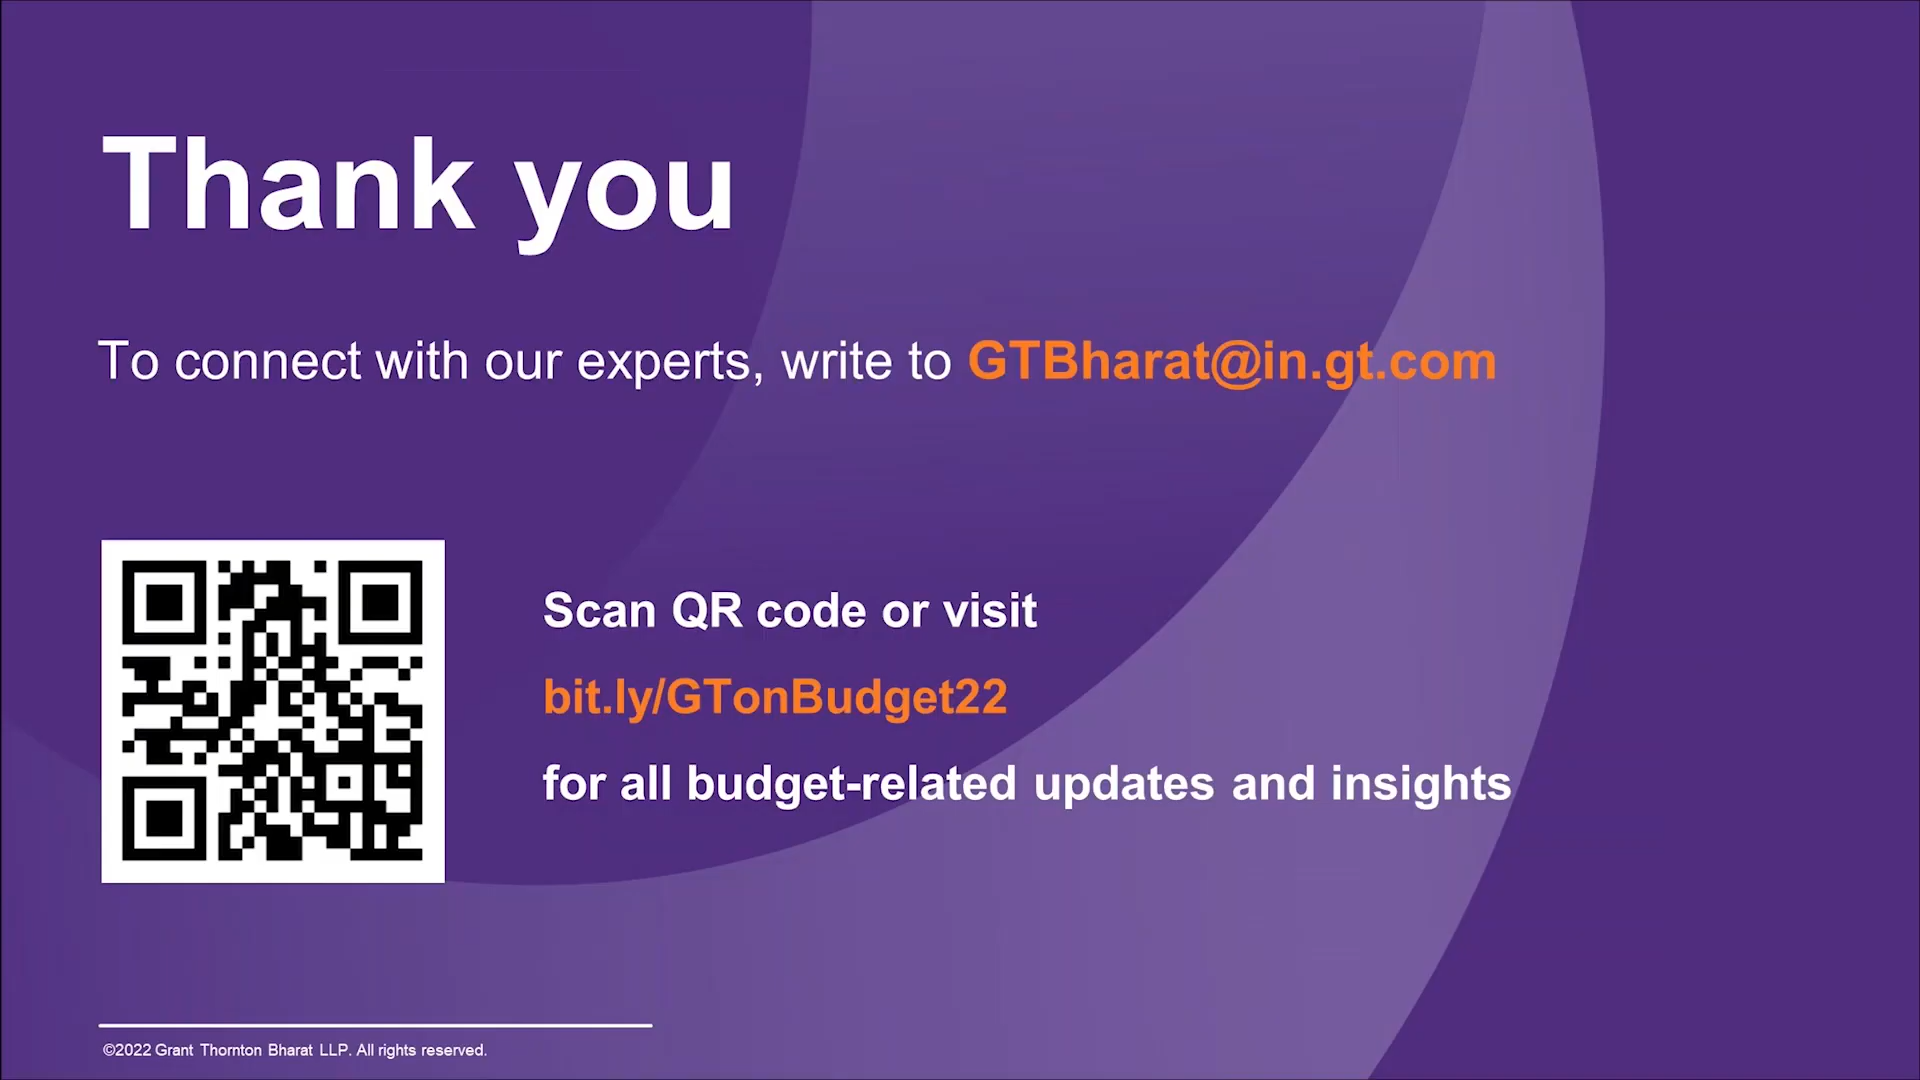 Thank you
To connect with our experts, write to GTBharat@in.gt.com
Scan QR code or visit
bit.ly/GTonBudget22
for all budget-related updates and insights
©2022 Grant Thornton Bharat LLP. All rights reserved.